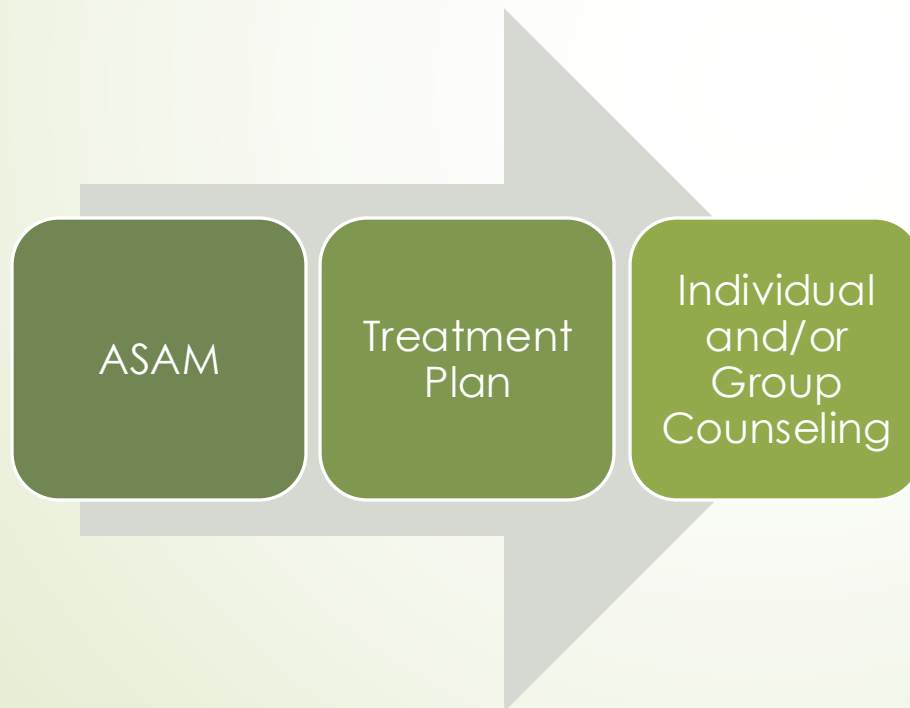 ASAM
Treatment
Plan
Individual
and/or
Group
Counseling